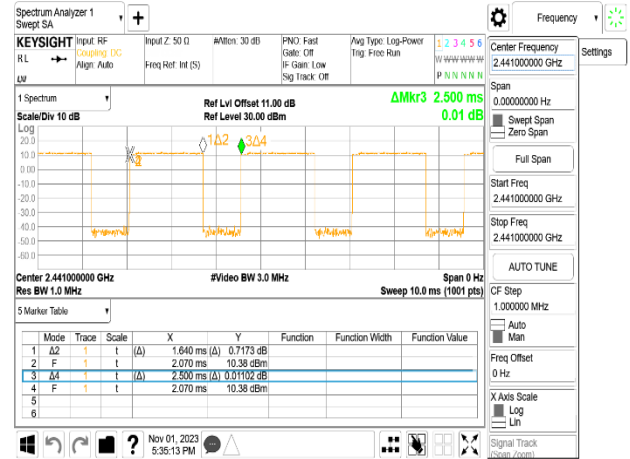 Spectrum Analyzer 1
Swept SA
Frequency
KEYSIGHT
Input: RF
Input Z: 50 Ω
#Atten: 30 dB
PNO: Fast
Avg Type: Log-Power
1 2 3 4 5 6
RL
Coupling: DC
Gate: Off
Trig: Free Run
Align: Auto
Freq Ref: Int (S)
IF Gain: Low
Sig Track: Off
P N N N N N
Center Frequency
2.441000000 GHz
Settings
Span
0.00000000 Hz
Swept Span
Zero Span
Full Span
Start Freq
2.441000000 GHz
Stop Freq
2.441000000 GHz
AUTO TUNE
CF Step
1.000000 MHz
Auto
Man
Freq Offset
0 Hz
X Axis Scale
Log
Lin
Signal Track
(Span Zoom)
1 Spectrum
Scale/Div 10 dB
Ref Lvl Offset 11.00 dB
Ref Level 30.00 dBm
ΔMkr3 2.500 ms
0.01 dB
Log
20.0
10.0
0.00
-10.0
-20.0
-30.0
-40.0
-50.0
-60.0
1Δ2
3Δ4
Center 2.441000000 GHz
#Video BW 3.0 MHz
Span 0 Hz
Res BW 1.0 MHz
Sweep 10.0 ms (1001 pts)
5 Marker Table
Mode Trace Scale X Y Function Function Width Function Value
1 Δ2 1 t (Δ) 1.640 ms (Δ) 0.7173 dB
2 F 1 t 2.070 ms 10.38 dBm
3 Δ4 1 t (Δ) 2.500 ms (Δ) 0.01102 dB
4 F 1 t 2.070 ms 10.38 dBm
5
6
Nov 01, 2023
5:35:13 PM